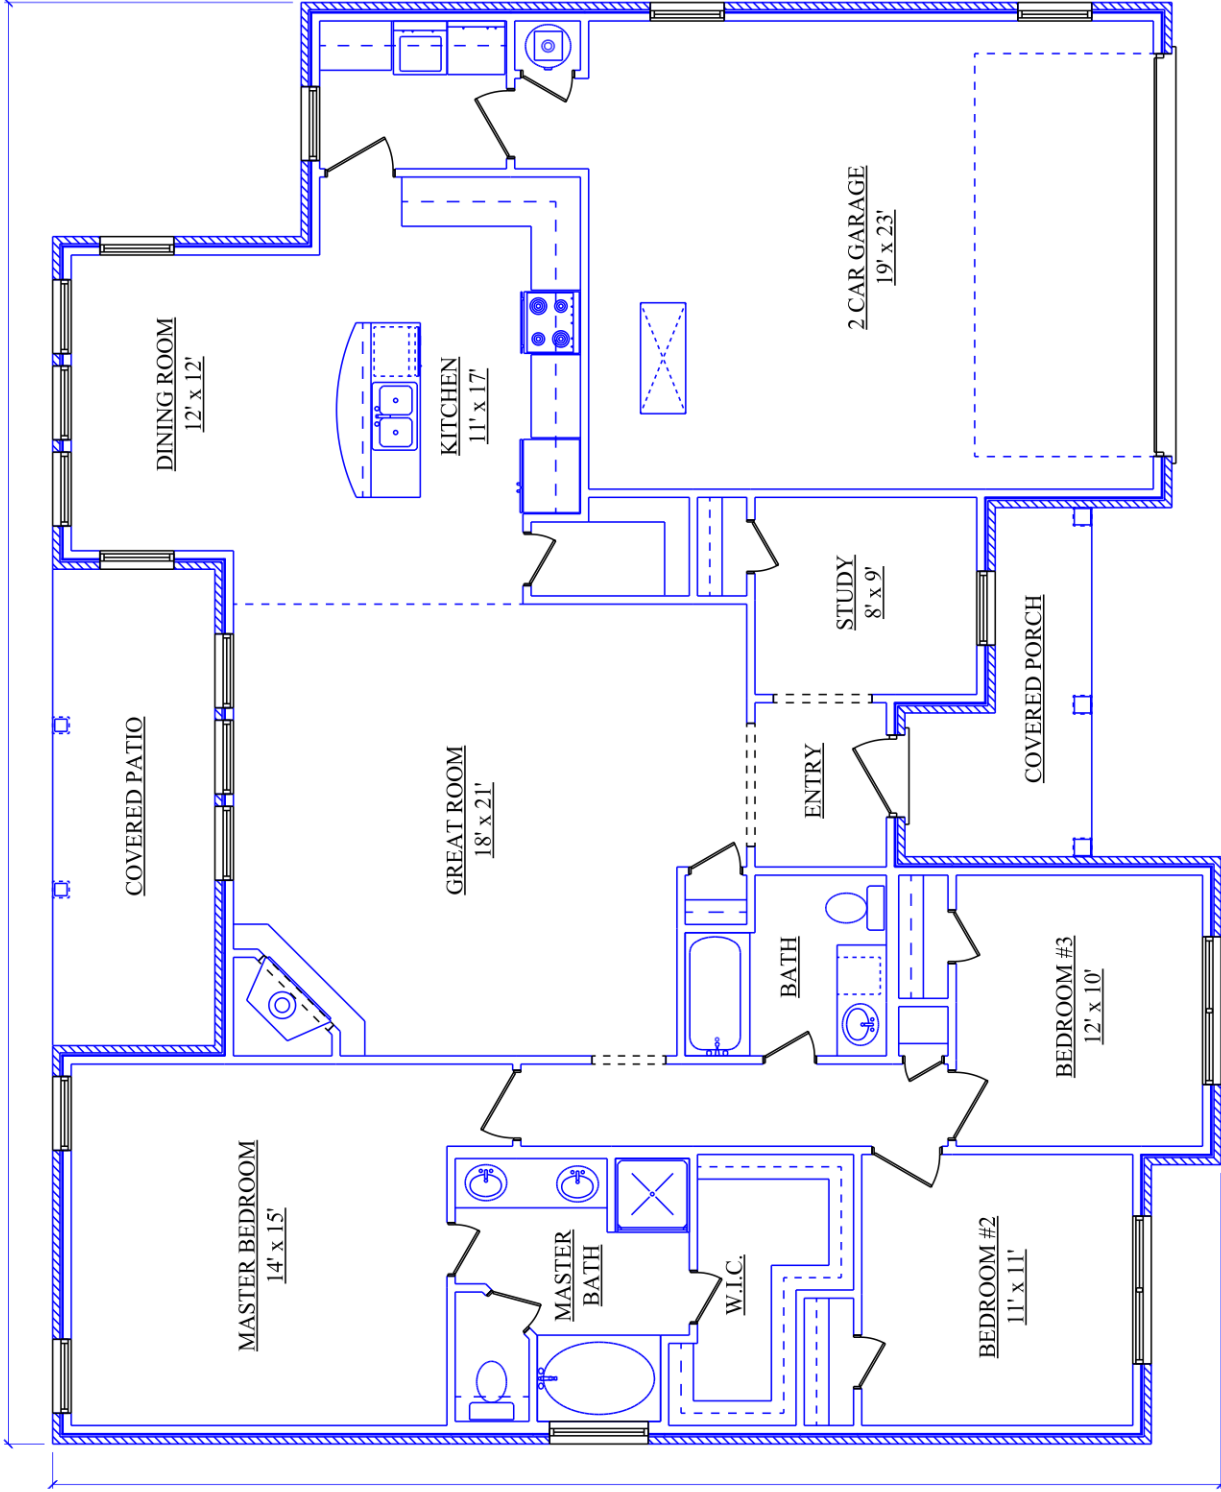 COVERED PATIO
DINING ROOM
12' x 12'
KITCHEN
11' x 17'
2 CAR GARAGE
19' x 23'
GREAT ROOM
18' x 21'
STUDY
8' x 9'
ENTRY
COVERED PORCH
MASTER BEDROOM
14' x 15'
MASTER
BATH
W.I.C.
BATH
BEDROOM #3
12' x 10'
BEDROOM #2
11' x 11'